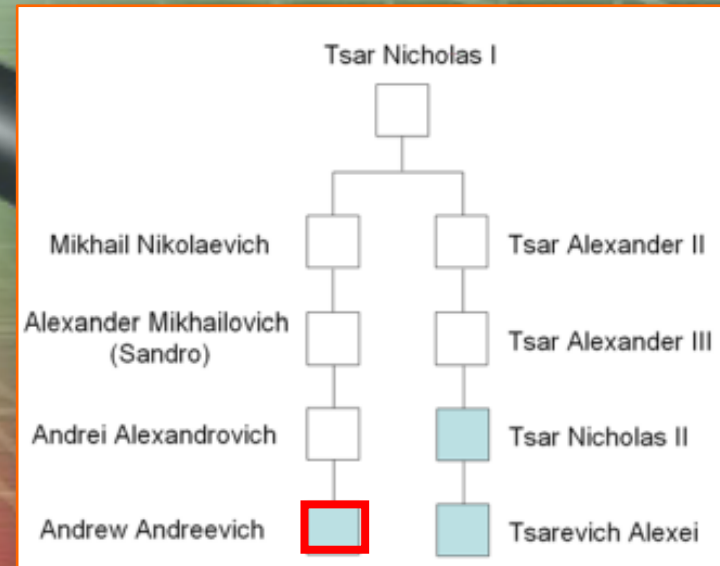 Tsar Nicholas I
Mikhail Nikolaevich
Tsar Alexander II
Alexander Mikhailovich
(Sandro)
Tsar Alexander III
Andrei Alexandrovich
Tsar Nicholas II
Andrew Andreevich
Tsarevich Alexei